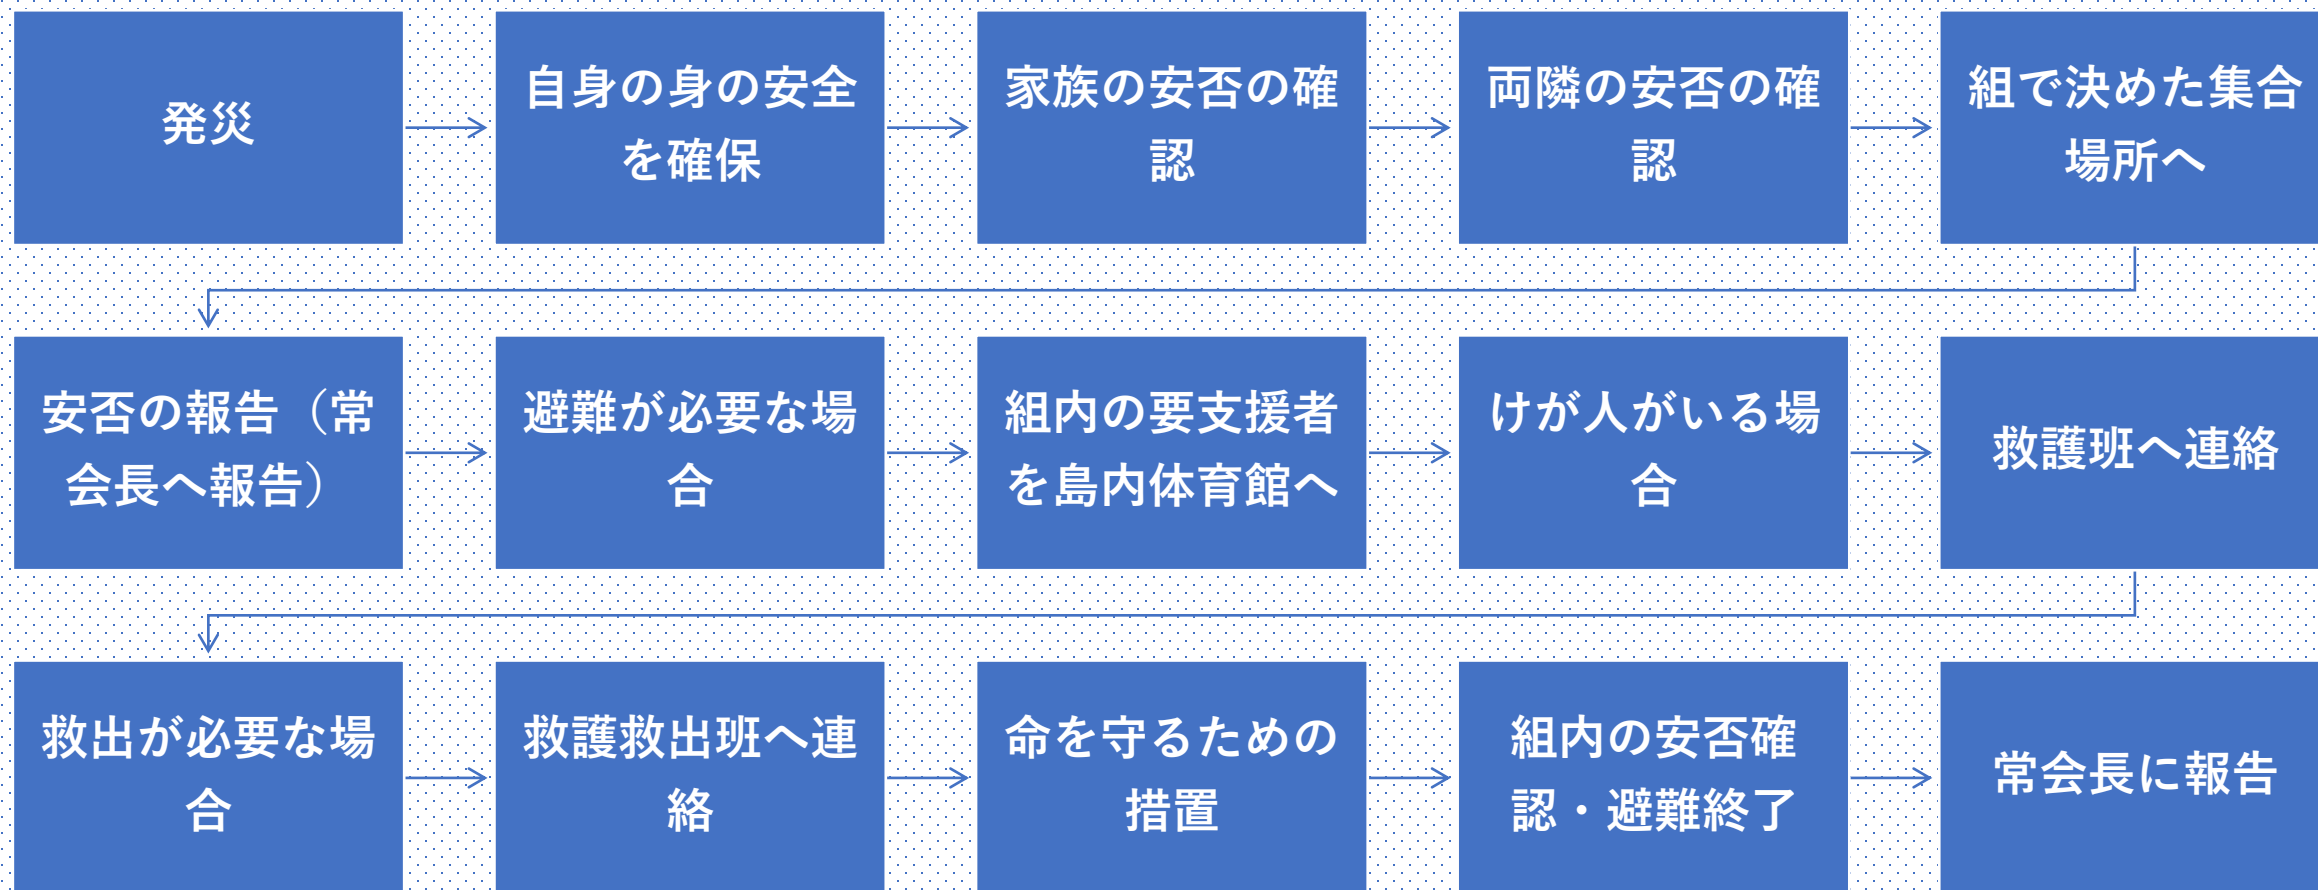 発災
自身の身の安全
を確保
家族の安否の確
認
両隣の安否の確
認
組で決めた集合
場所へ
安否の報告（常
会長へ報告）
避難が必要な場
合
組内の要支援者
を島内体育館へ
けが人がいる場
合
救護班へ連絡
救出が必要な場
合
救護救出班へ連
絡
命を守るための
措置
組内の安否確
認・避難終了
常会長に報告